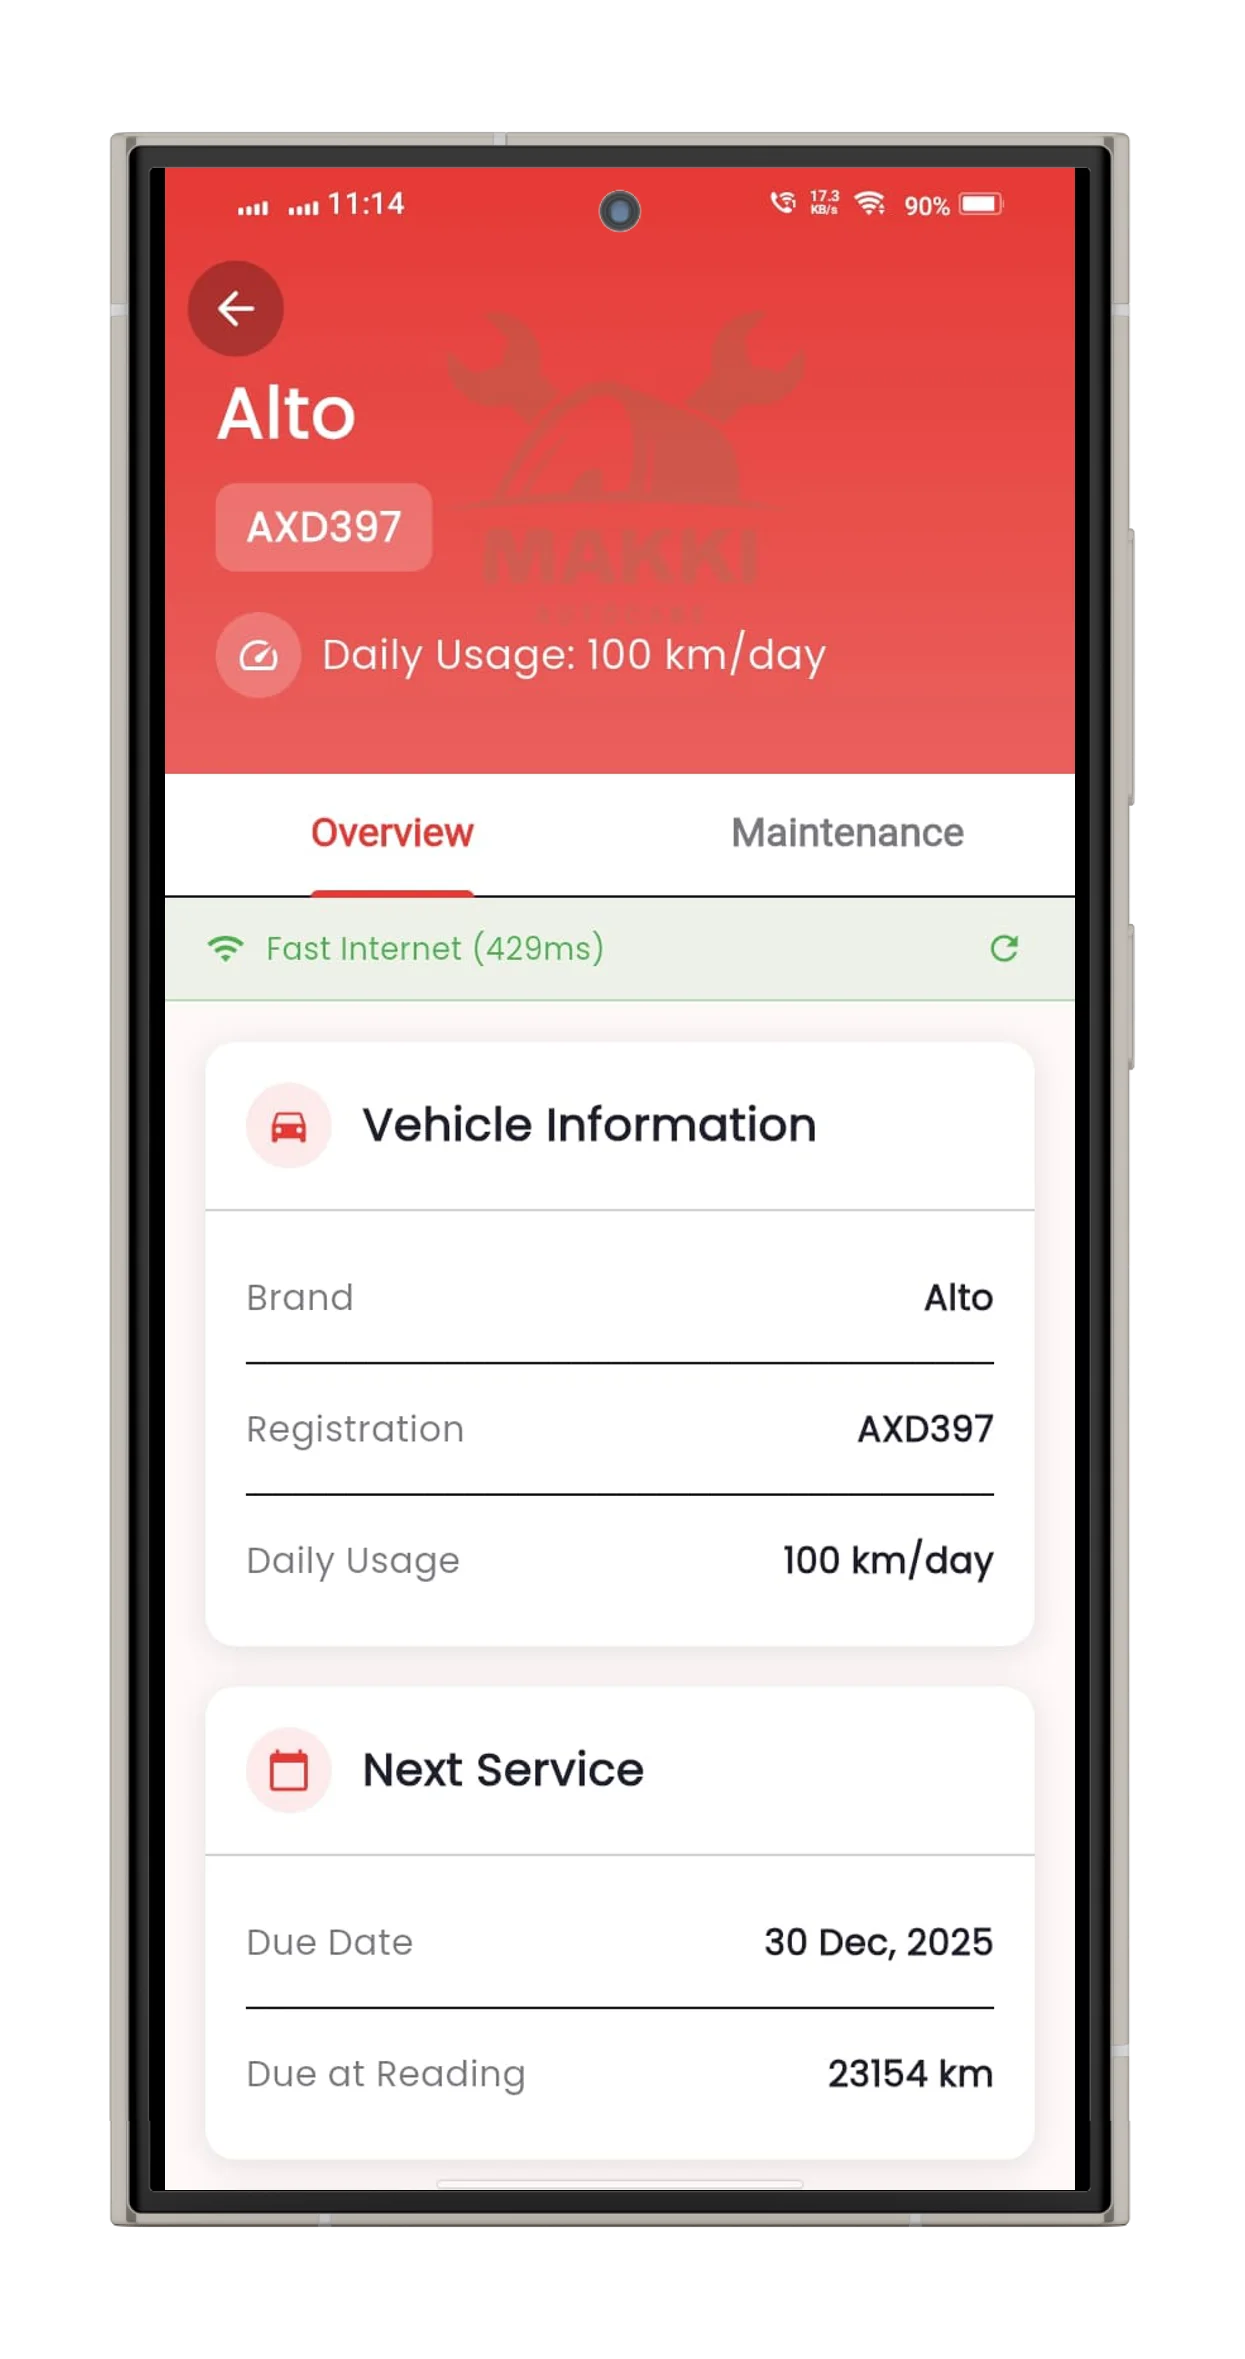 11:14 17.3 KB/s 90%
Alto
MAKKI
AXD397
Daily Usage: 100 km/day
Overview Maintenance
Fast Internet (429ms)
Vehicle Information
Brand Alto
Registration AXD397
Daily Usage 100 km/day
Next Service
Due Date 30 Dec, 2025
Due at Reading 23154 km